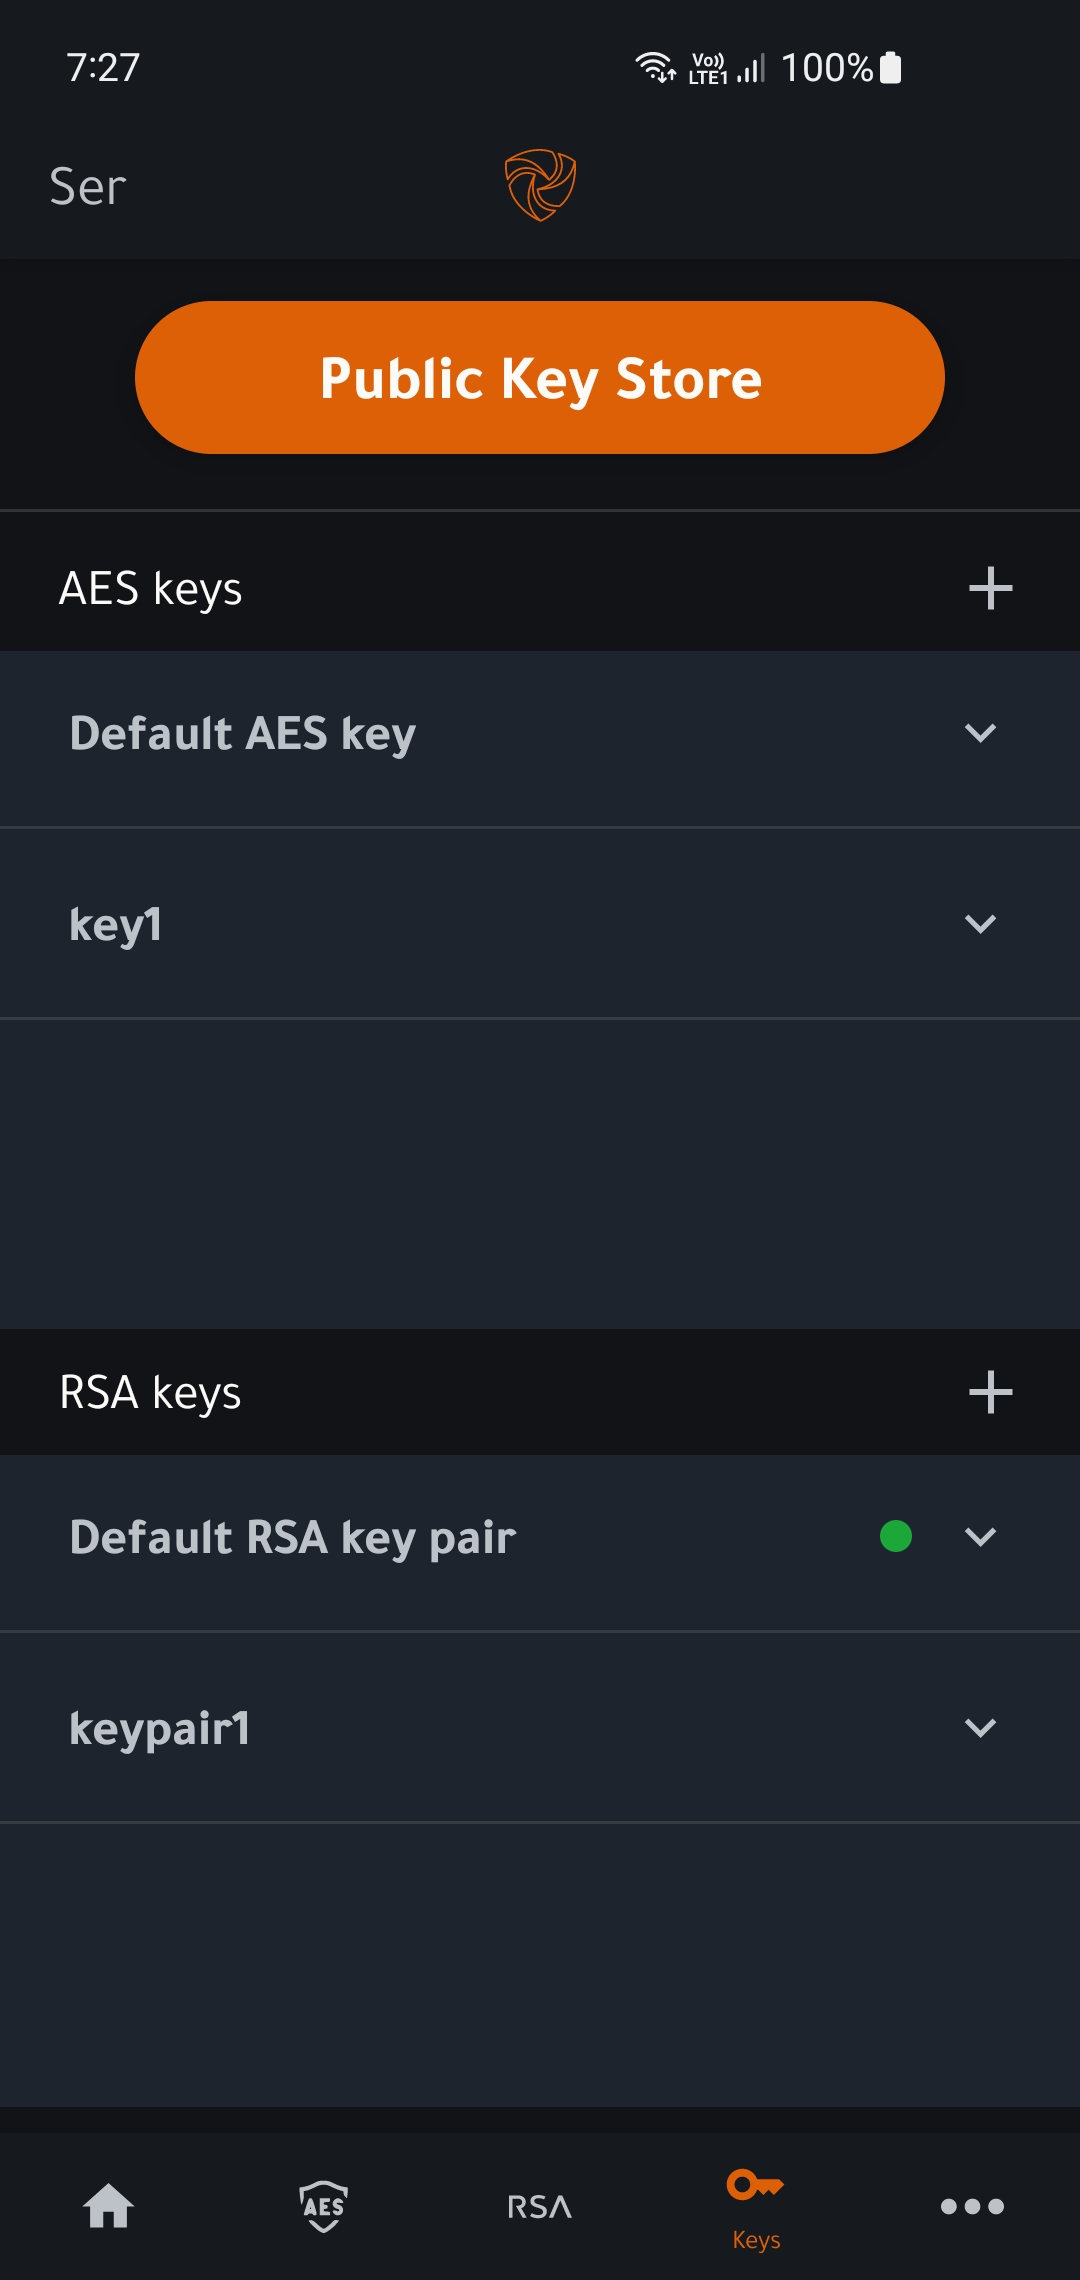 7:27
Vo))
LTE1
100%
Ser
Public Key Store
AES keys
Default AES key
key1
RSA keys
Default RSA key pair
keypair1
AES
RSA
Keys